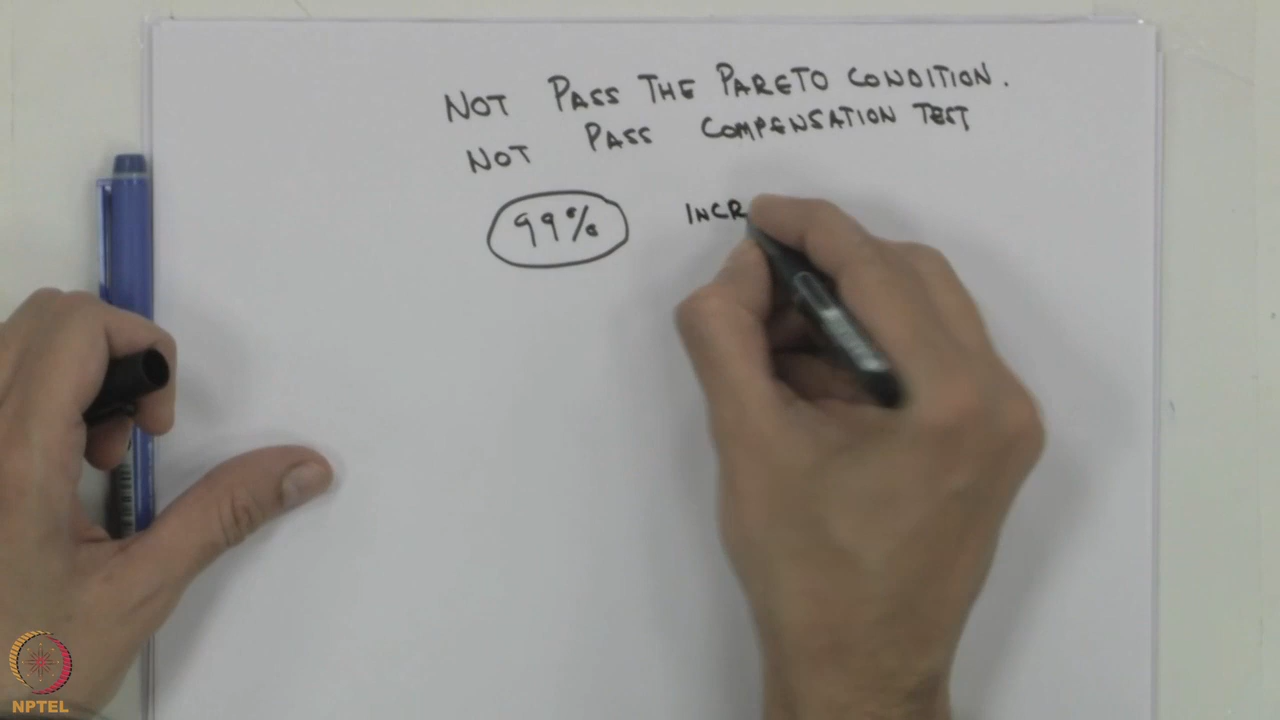 NOT PASS THE PARETO CONDITION.
NOT PASS COMPENSATION TEST
99% INCR
NPTEL